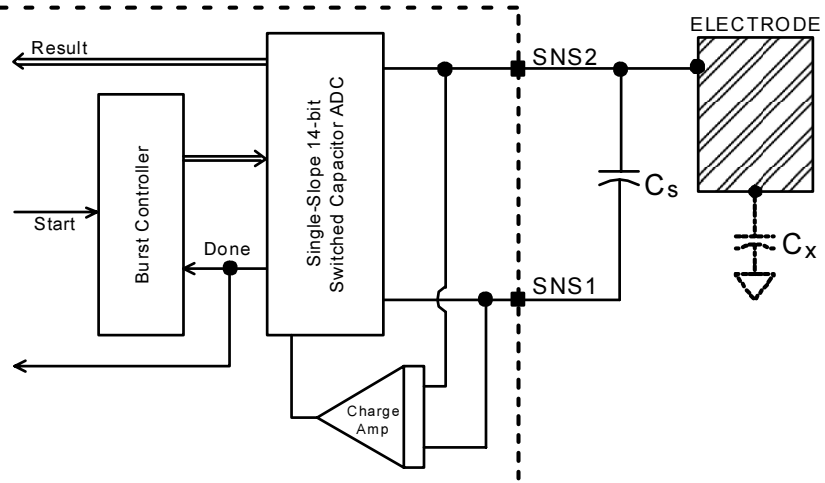 ELECTRODE
Result
SNS2
Single-Slope 14-bit
Switched Capacitor ADC
Burst Controller
Cs
Start
Done
Cx
SNS1
Charge
Amp